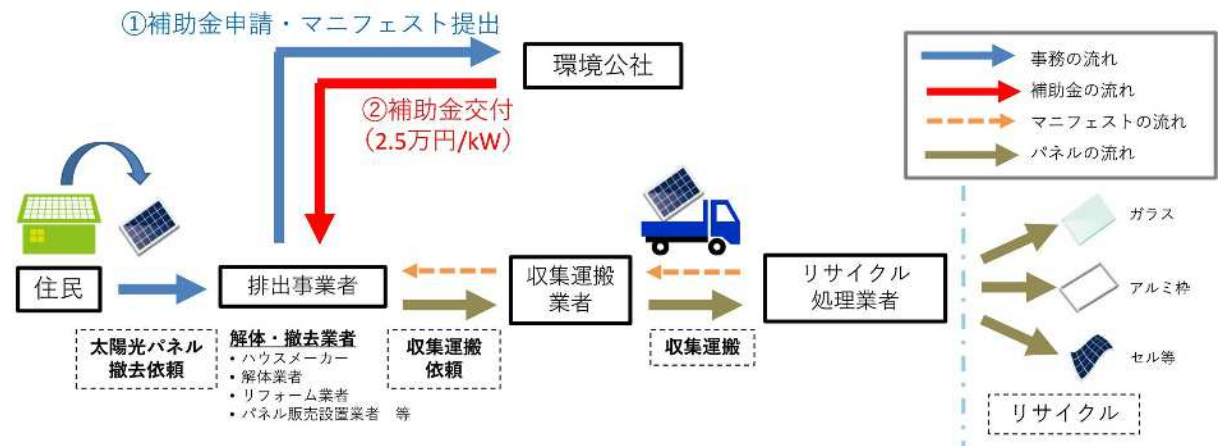 ①補助金申請・マニフェスト提出
環境公社
②補助金交付
（2.5万円/kW）
事務の流れ
補助金の流れ
マニフェストの流れ
パネルの流れ
住民
排出事業者
収集運搬
業者
リサイクル
処理業者
太陽光パネル
撤去依頼
解体・撤去業者
• ハウスメーカー
• 解体業者
• リフォーム業者
• パネル販売設置業者　等
収集運搬
依頼
収集運搬
ガラス
アルミ枠
セル等
リサイクル